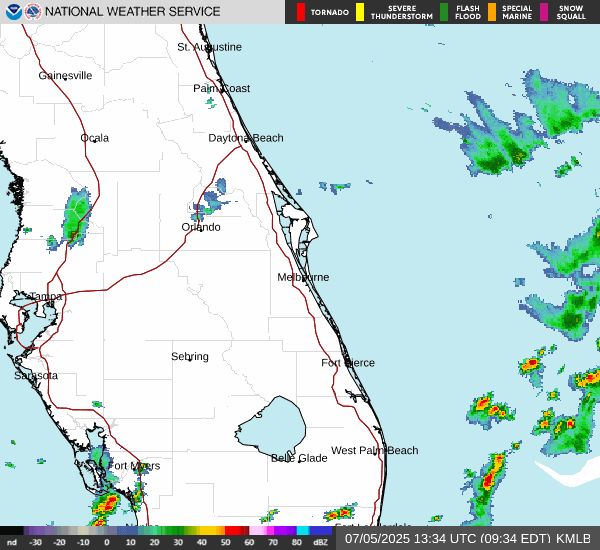 NATIONAL WEATHER SERVICE
TORNADO
SEVERE THUNDERSTORM
FLASH FLOOD
SPECIAL MARINE
SNOW SQUALL
St. Augustine
Gainesville
Palm Coast
Ocala
Daytona Beach
Orlando
Melbourne
Tampa
Sebring
Fort Pierce
Sarasota
West Palm Beach
Belle Glade
Fort Myers
nd -30 -20 -10 0 10 20 30 40 50 60 70 80 dBZ
07/05/2025 13:34 UTC (09:34 EDT) KMLB